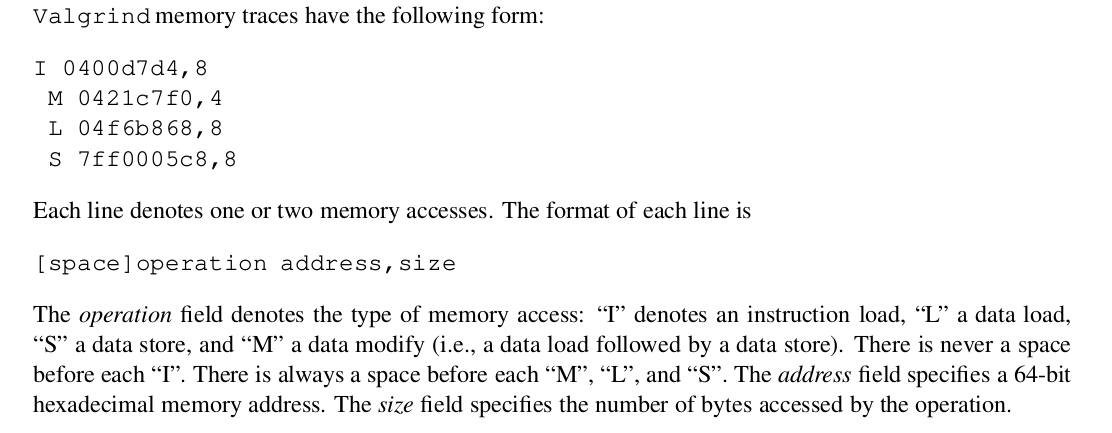 Valgrind memory traces have the following form:
I 0400d7d4,8
 M 0421c7f0,4
 L 04f6b868,8
 S 7ff0005c8,8
Each line denotes one or two memory accesses. The format of each line is
[space]operation address,size
The operation field denotes the type of memory access: “I” denotes an instruction load, “L” a data load,
“S” a data store, and “M” a data modify (i.e., a data load followed by a data store). There is never a space
before each “I”. There is always a space before each “M”, “L”, and “S”. The address field specifies a 64-bit
hexadecimal memory address. The size field specifies the number of bytes accessed by the operation.